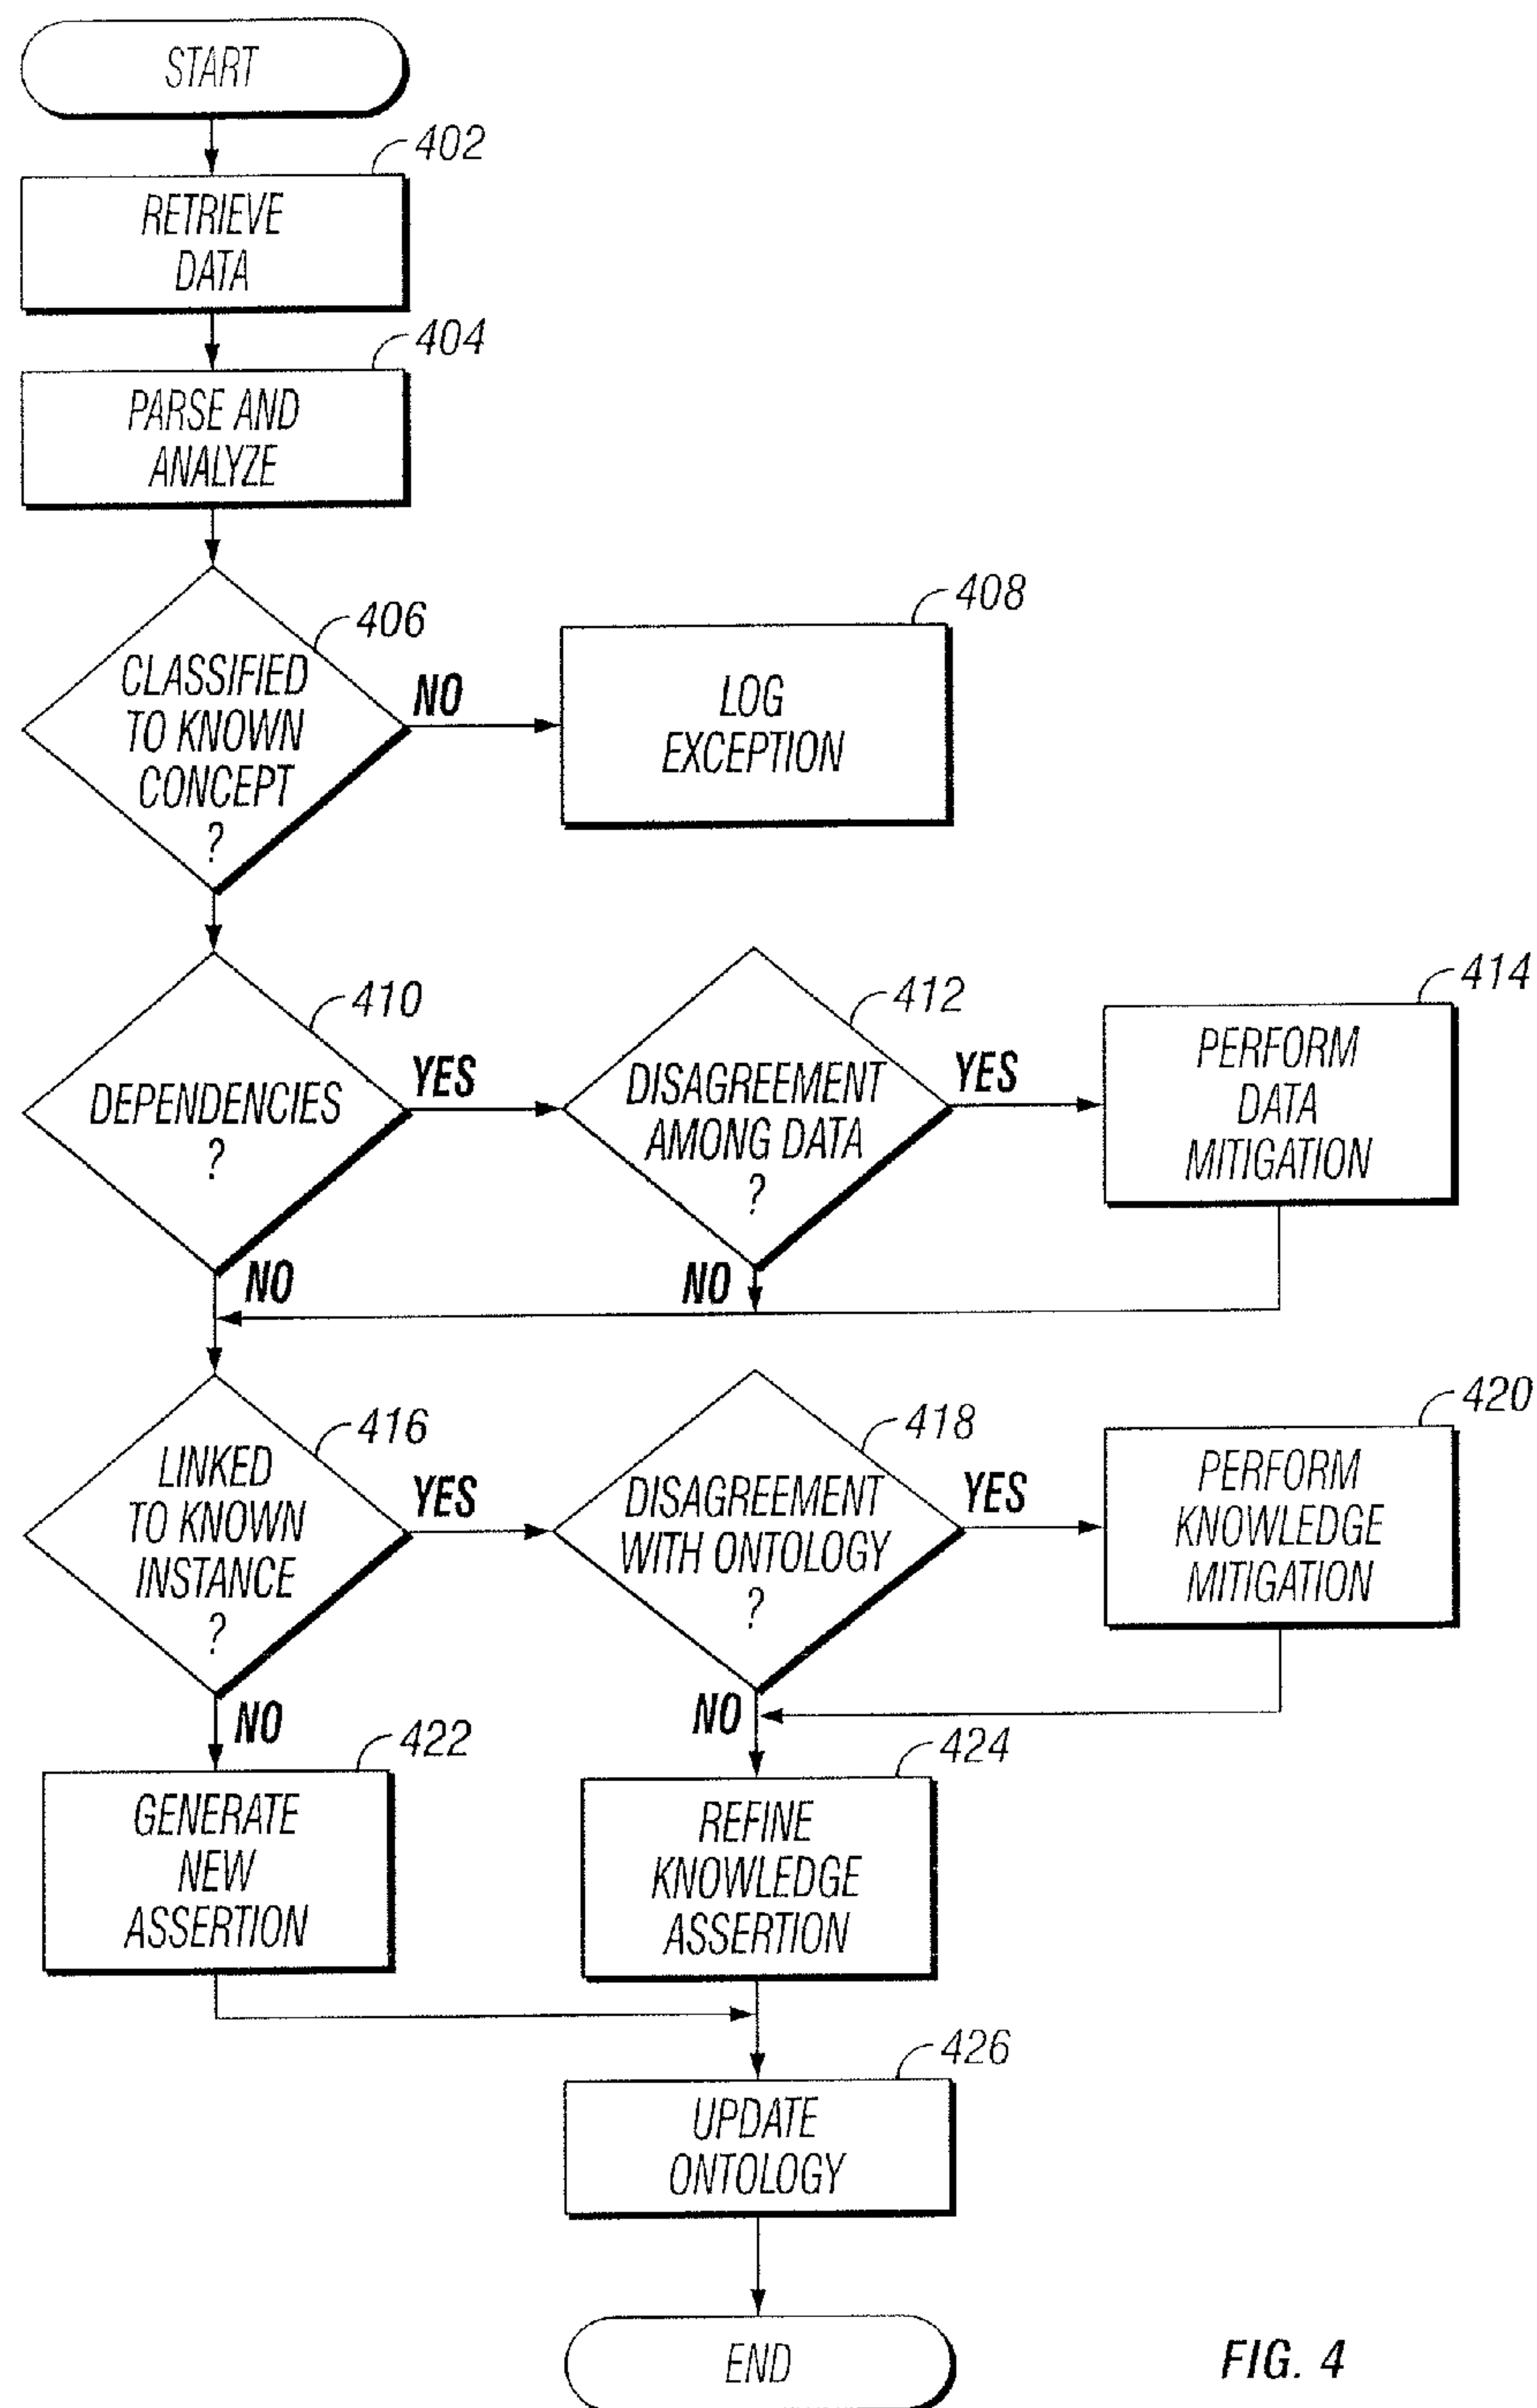 START
402
RETRIEVE
DATA
404
PARSE AND
ANALYZE
406
CLASSIFIED
TO KNOWN
CONCEPT
?
NO
408
LOG
EXCEPTION
410
DEPENDENCIES
?
YES
NO
412
DISAGREEMENT
AMONG DATA
?
YES
NO
414
PERFORM
DATA
MITIGATION
416
LINKED
TO KNOWN
INSTANCE
?
YES
NO
418
DISAGREEMENT
WITH ONTOLOGY
?
YES
NO
420
PERFORM
KNOWLEDGE
MITIGATION
422
GENERATE
NEW
ASSERTION
424
REFINE
KNOWLEDGE
ASSERTION
426
UPDATE
ONTOLOGY
END
FIG. 4